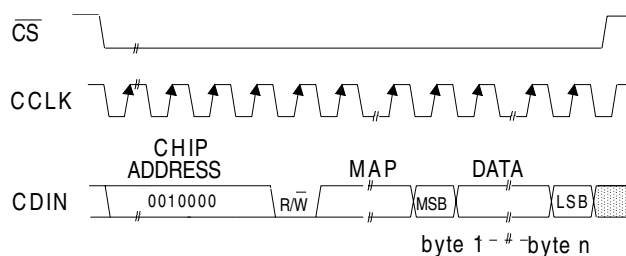 CS
CCLK
CHIP
ADDRESS
MAP
DATA
CDIN
0010000
R/W
MSB
LSB
byte 1
byte n